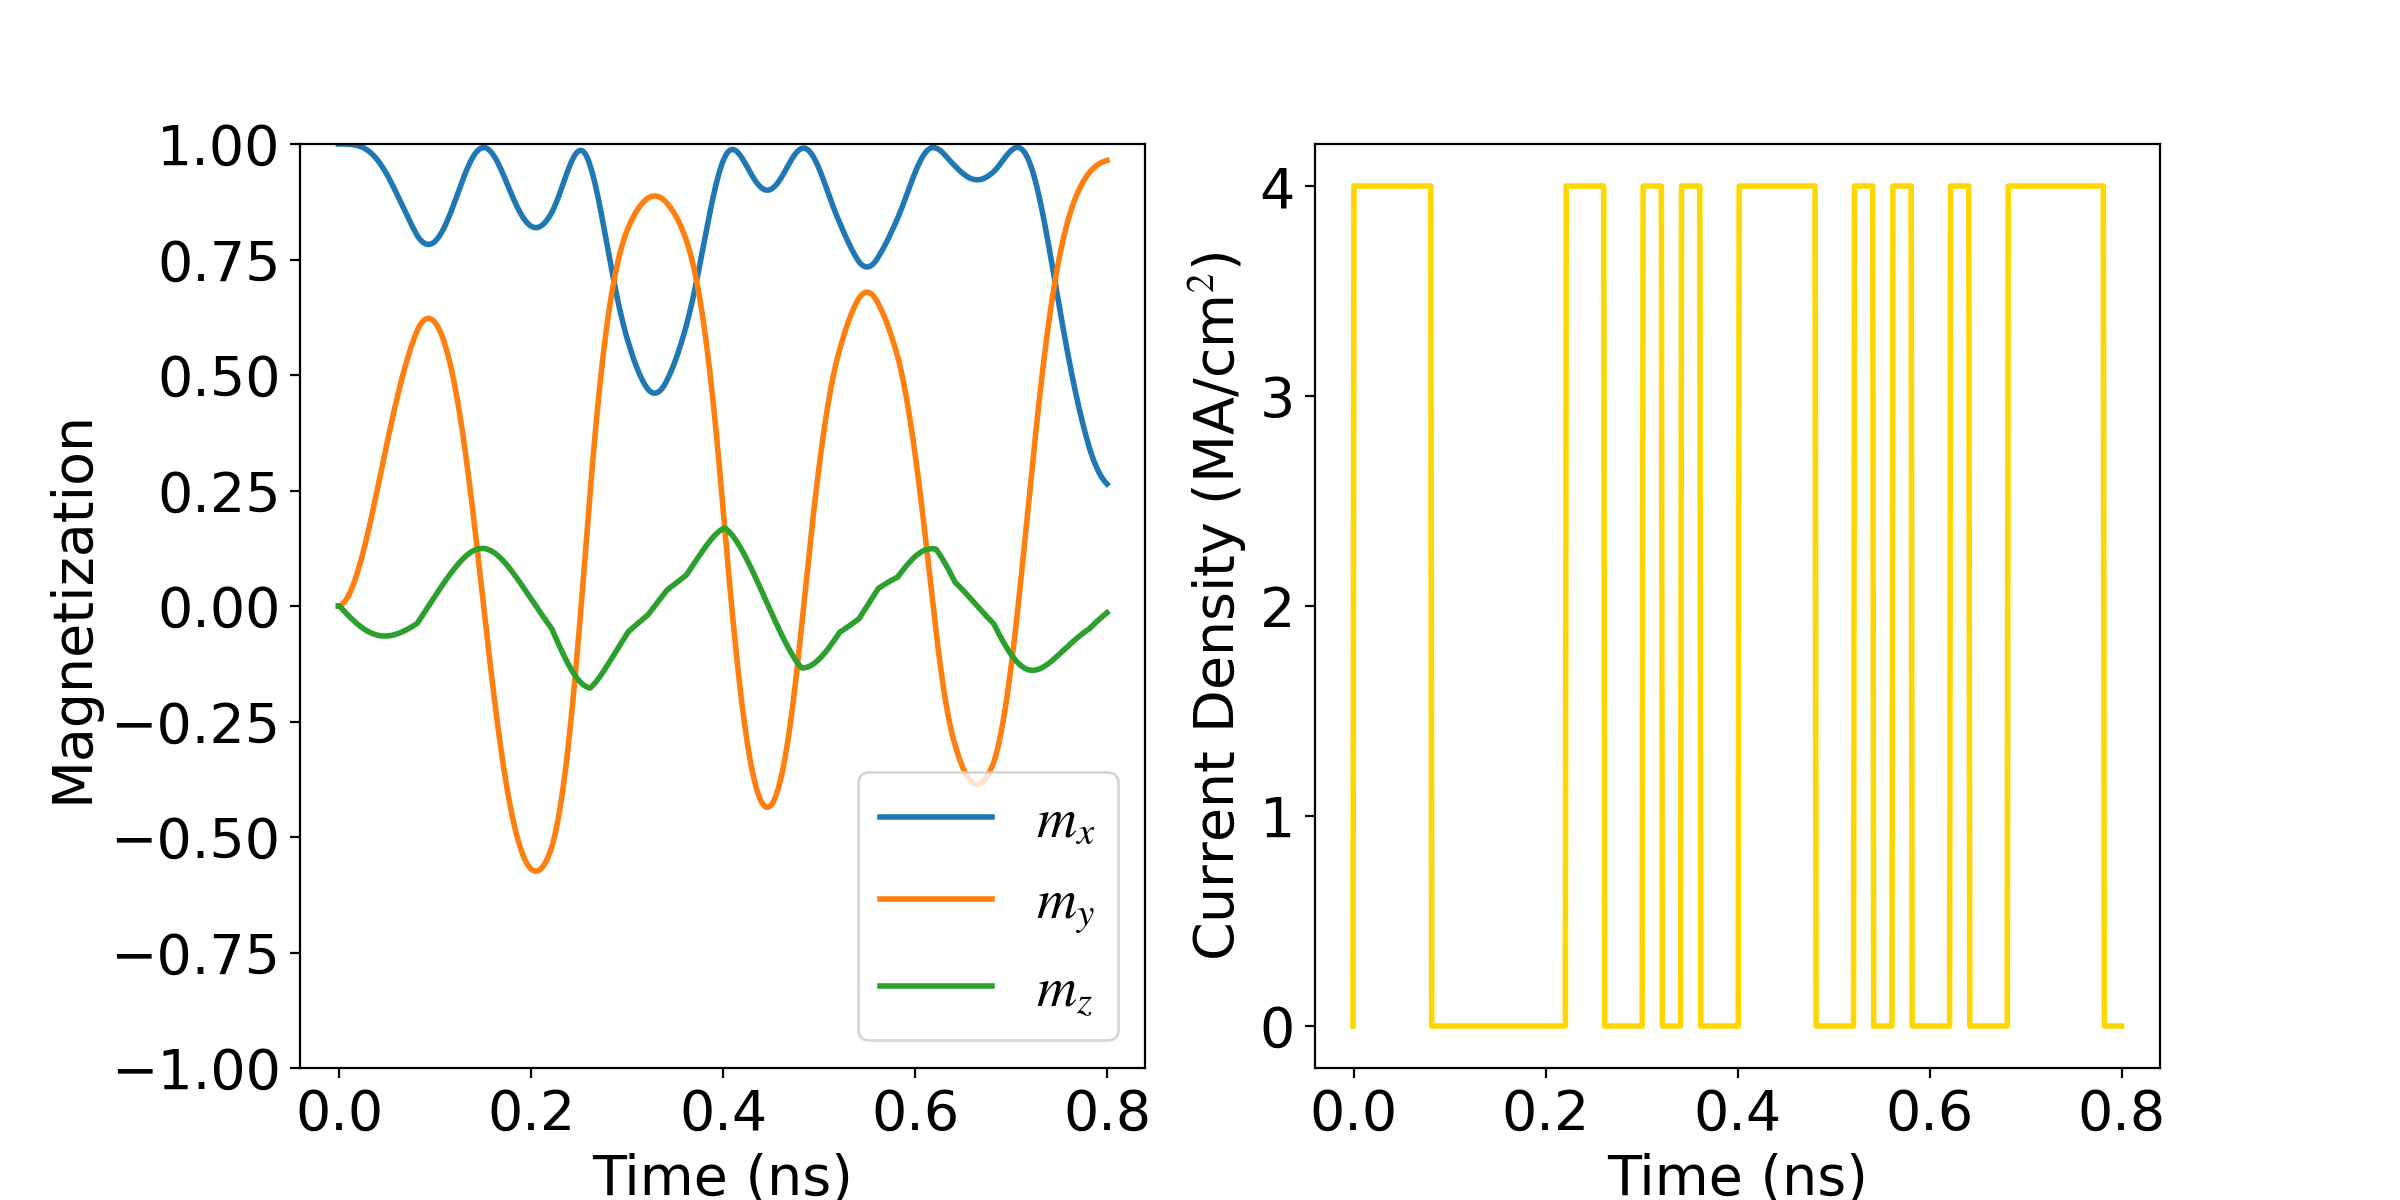 Magnetization
1.00
0.75
0.50
0.25
0.00
−0.25
−0.50
−0.75
−1.00
0.0 0.2 0.4 0.6 0.8
Time (ns)
mₓ
m_y
m_z
Current Density (MA/cm²)
4
3
2
1
0
0.0 0.2 0.4 0.6 0.8
Time (ns)